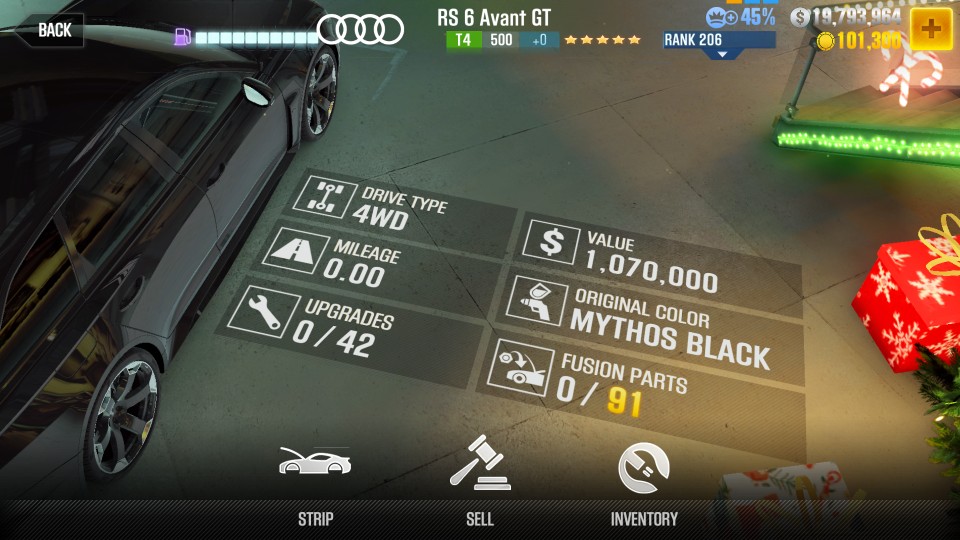 BACK
RS 6 Avant GT
T4 500 +0
45%
RANK 206
19,793,964
DRIVE TYPE
4WD
MILEAGE
0.00
UPGRADES
0 / 42
VALUE
1,070,000
ORIGINAL COLOR
MYTHOS BLACK
FUSION PARTS
0 / 91
STRIP
SELL
INVENTORY